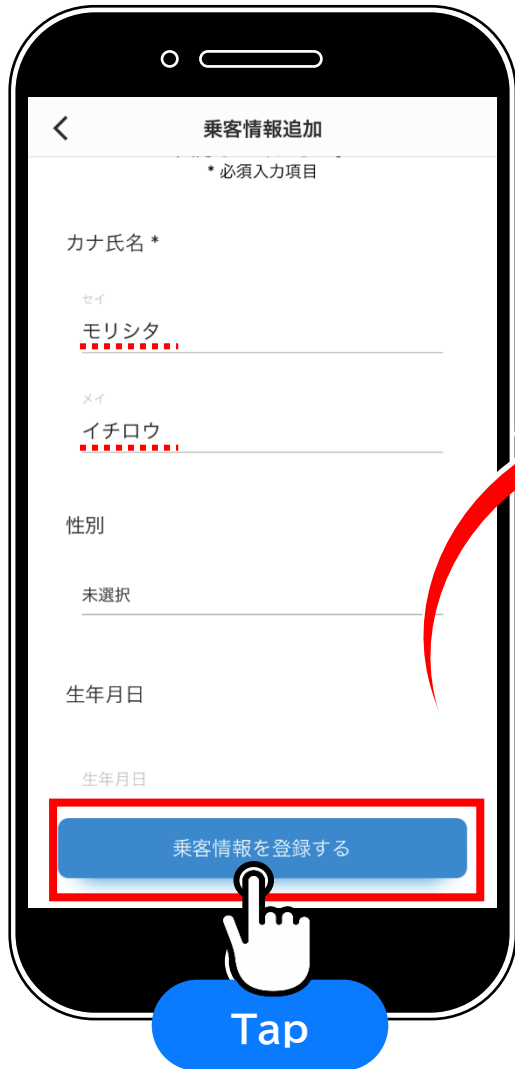 乗客情報追加
* 必須入力項目
カナ氏名 *
セイ
モリシタ
メイ
イチロウ
性別
未選択
生年月日
生年月日
乗客情報を登録する
Tap